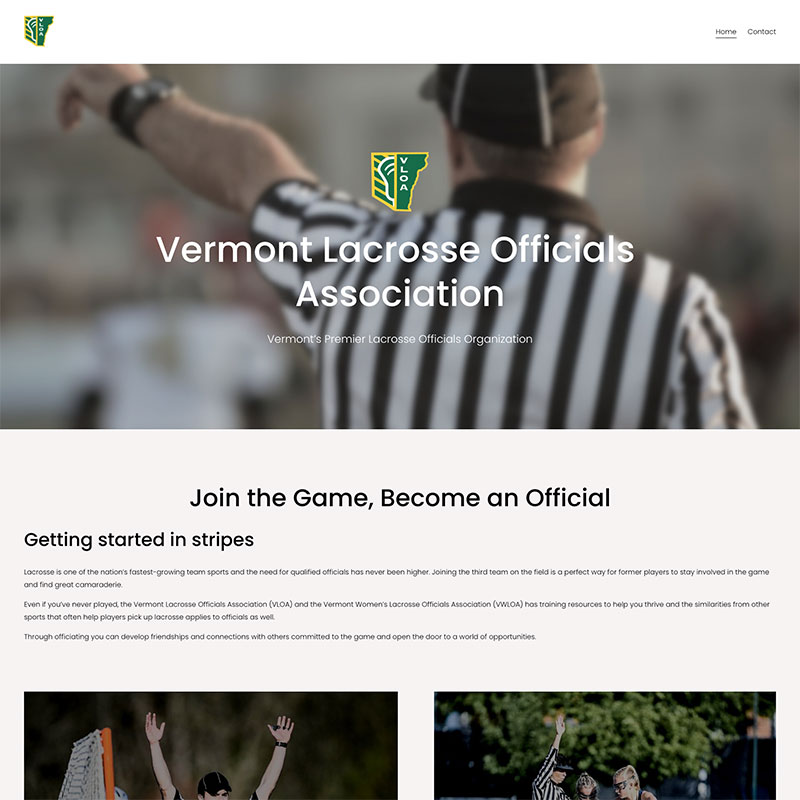 VLOA
Home Contact
VLOA
Vermont Lacrosse Officials
Association
Vermont's Premier Lacrosse Officials Organization
Join the Game, Become an Official
Getting started in stripes
Lacrosse is one of the nation's fastest-growing team sports and the need for qualified officials has never been higher. Joining the third team on the field is a perfect way for former players to stay involved in the game
and find great camaraderie.
Even if you've never played, the Vermont Lacrosse Officials Association (VLOA) and the Vermont Women's Lacrosse Officials Association (VWLOA) has training resources to help you thrive and the similarities from other
sports that often help players pick up lacrosse applies to officials as well.
Through officiating you can develop friendships and connections with others committed to the game and open the door to a world of opportunities.